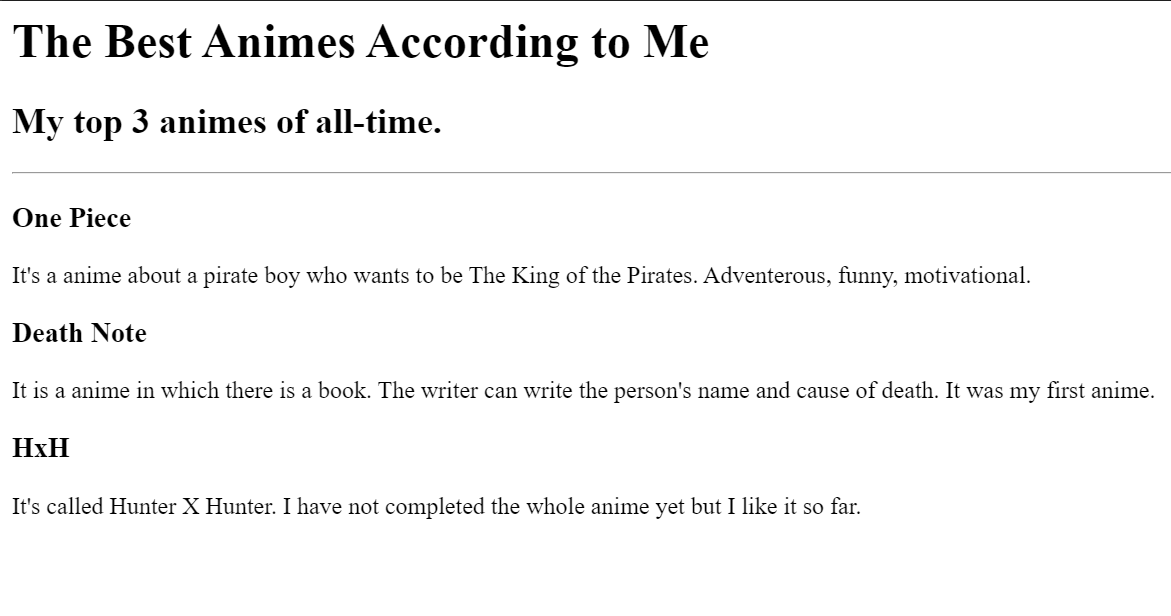 The Best Animes According to Me
My top 3 animes of all-time.
One Piece
It's a anime about a pirate boy who wants to be The King of the Pirates. Adventerous, funny, motivational.
Death Note
It is a anime in which there is a book. The writer can write the person's name and cause of death. It was my first anime.
HxH
It's called Hunter X Hunter. I have not completed the whole anime yet but I like it so far.